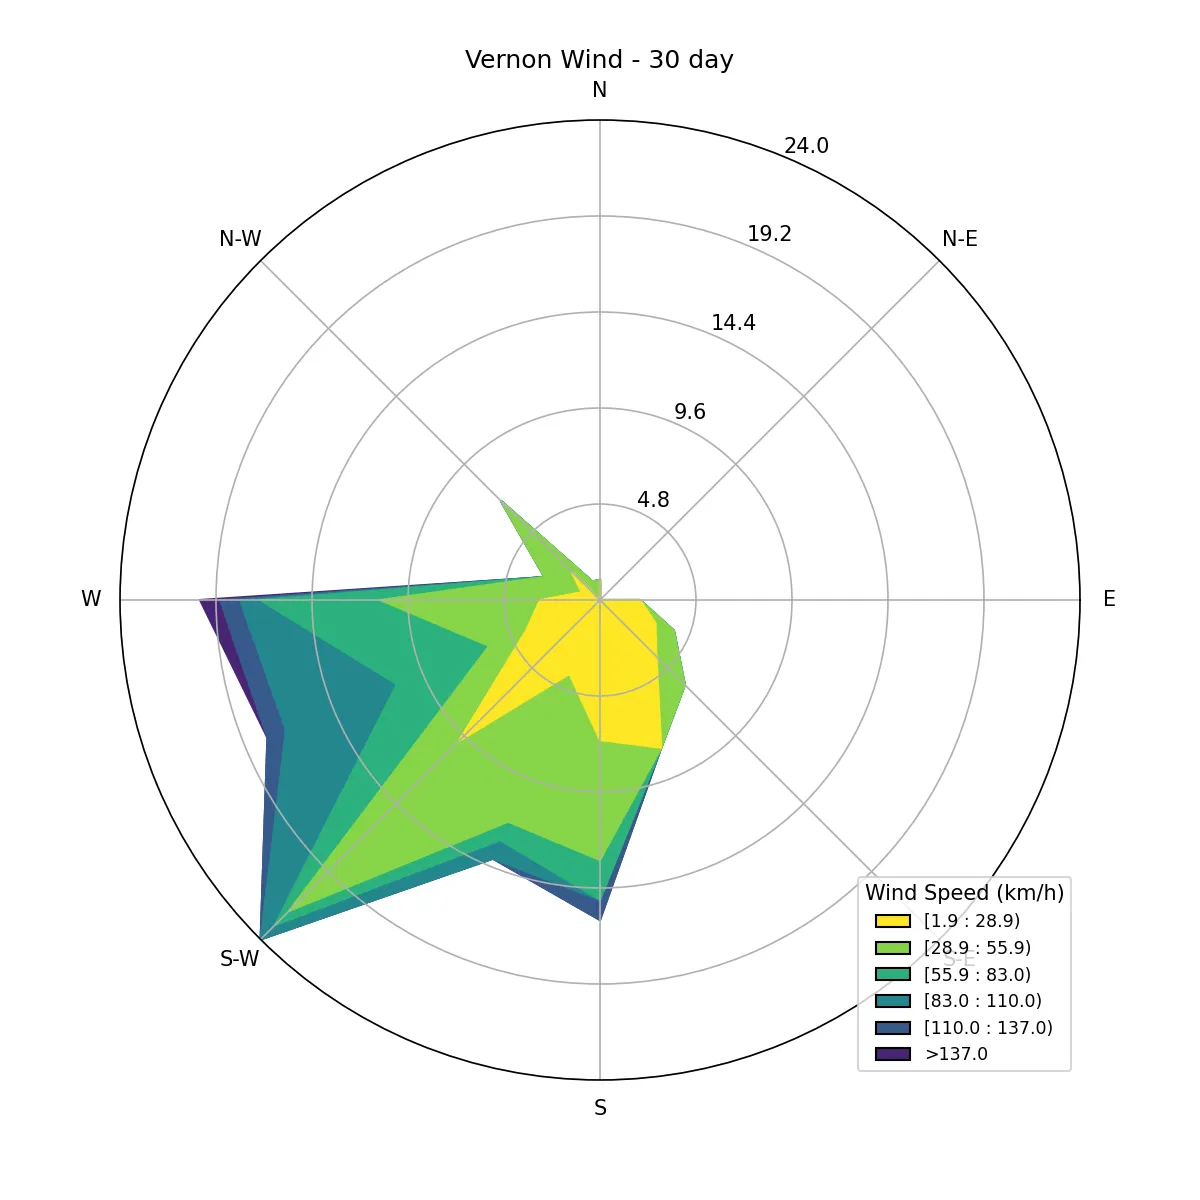 Vernon Wind - 30 day
N
24.0
19.2
N-W
N-E
14.4
9.6
4.8
W
E
Wind Speed (km/h)
[1.9 : 28.9)
[28.9 : 55.9)
S-W
S-E
[55.9 : 83.0)
[83.0 : 110.0)
[110.0 : 137.0)
>137.0
S